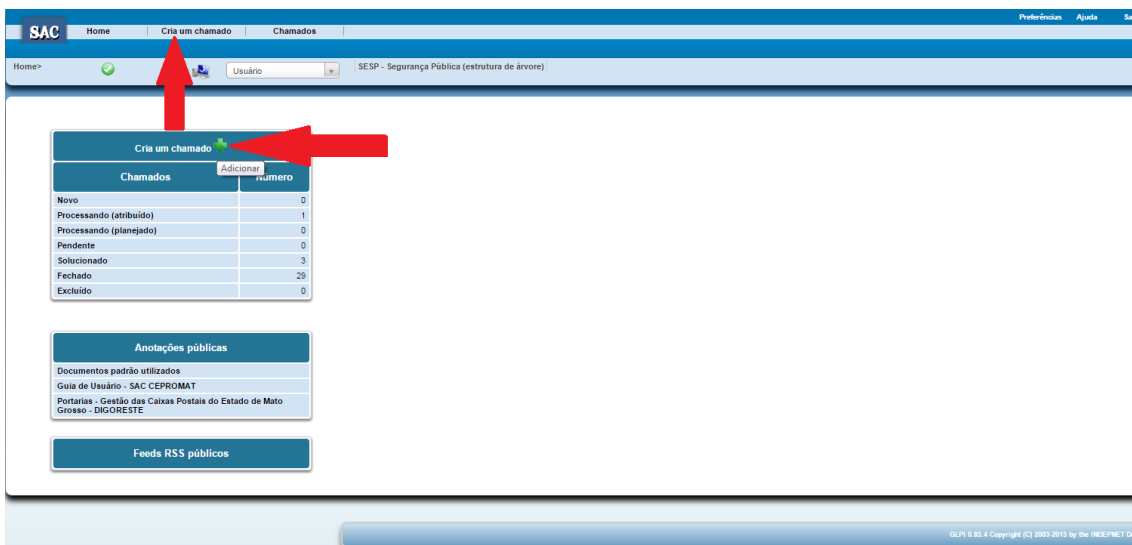 Preferências Ajuda
SAC Home Cria um chamado Chamados
Home> Usuário SESP - Segurança Pública (estrutura de árvore)
Cria um chamado
Adicionar
Chamados Número
Novo 0
Processando (atribuído) 1
Processando (planejado) 0
Pendente 0
Solucionado 3
Fechado 29
Excluído 0
Anotações públicas
Documentos padrão utilizados
Guia de Usuário - SAC CEPROMAT
Portarias - Gestão das Caixas Postais do Estado de Mato
Grosso - DIGORESTE
Feeds RSS públicos
GLPI 0.85.4 Copyright (C) 2003-2015 by the INDEPNET